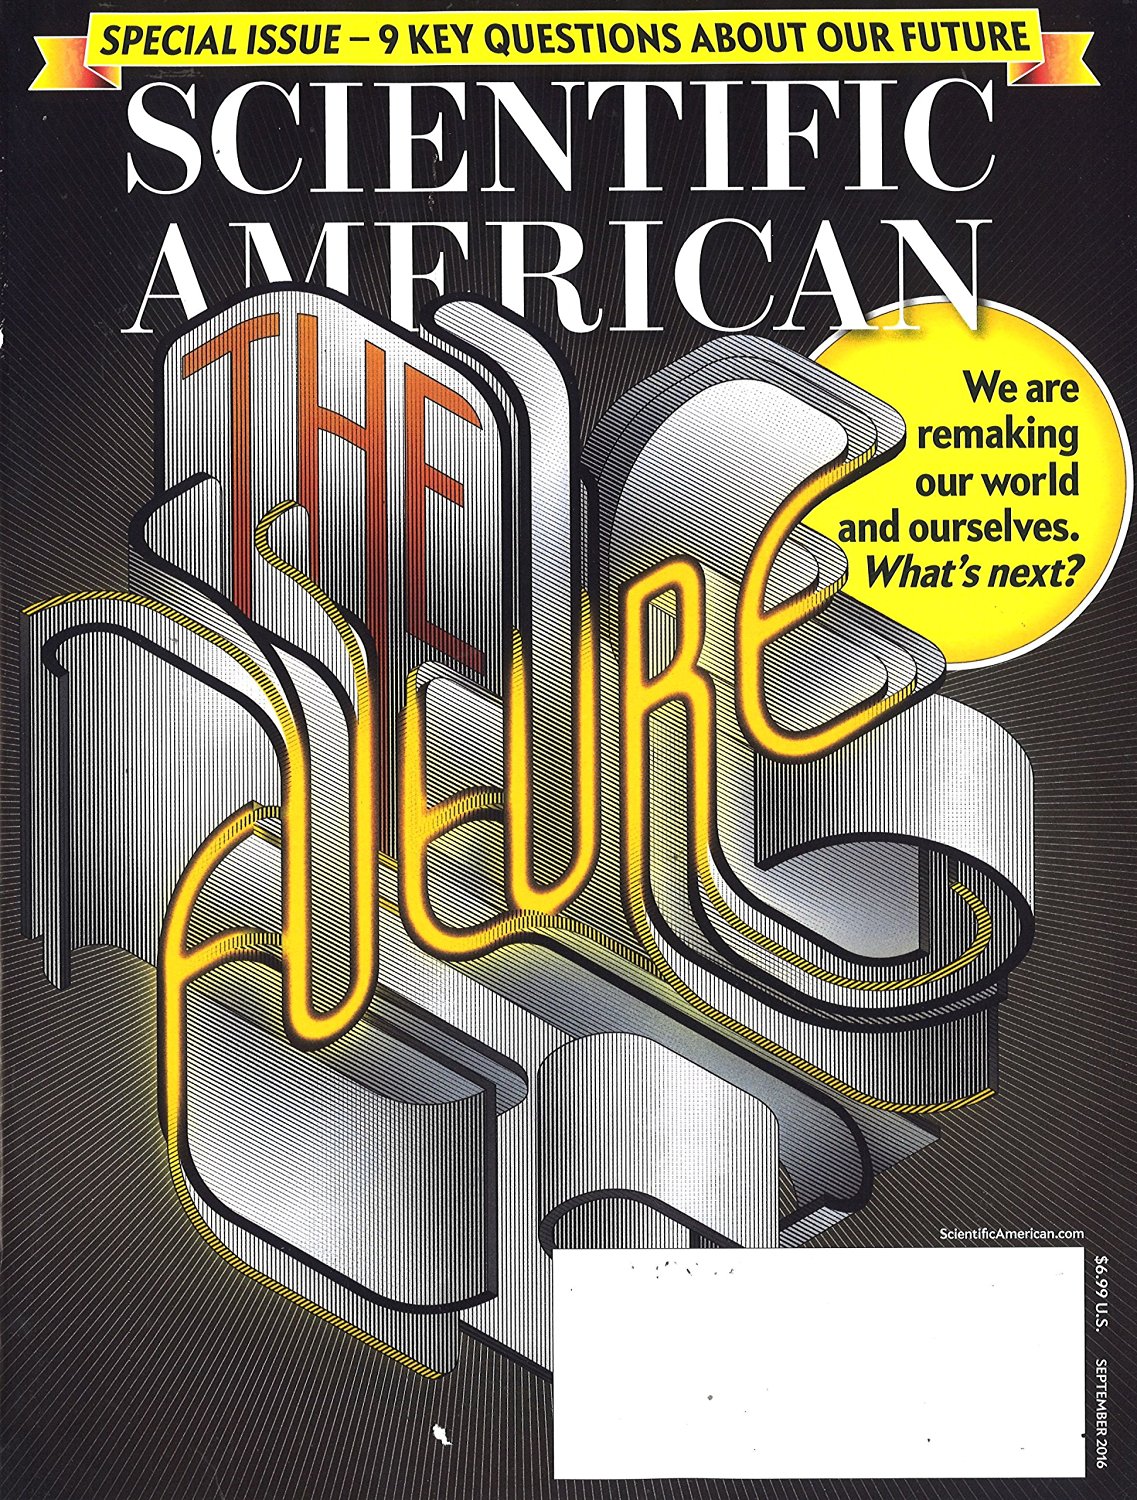 SPECIAL ISSUE – 9 KEY QUESTIONS ABOUT OUR FUTURE
SCIENTIFIC
AMERICAN
THE
FUTURE
We are
remaking
our world
and ourselves.
What's next?
ScientificAmerican.com
$6.99 U.S. SEPTEMBER 2016